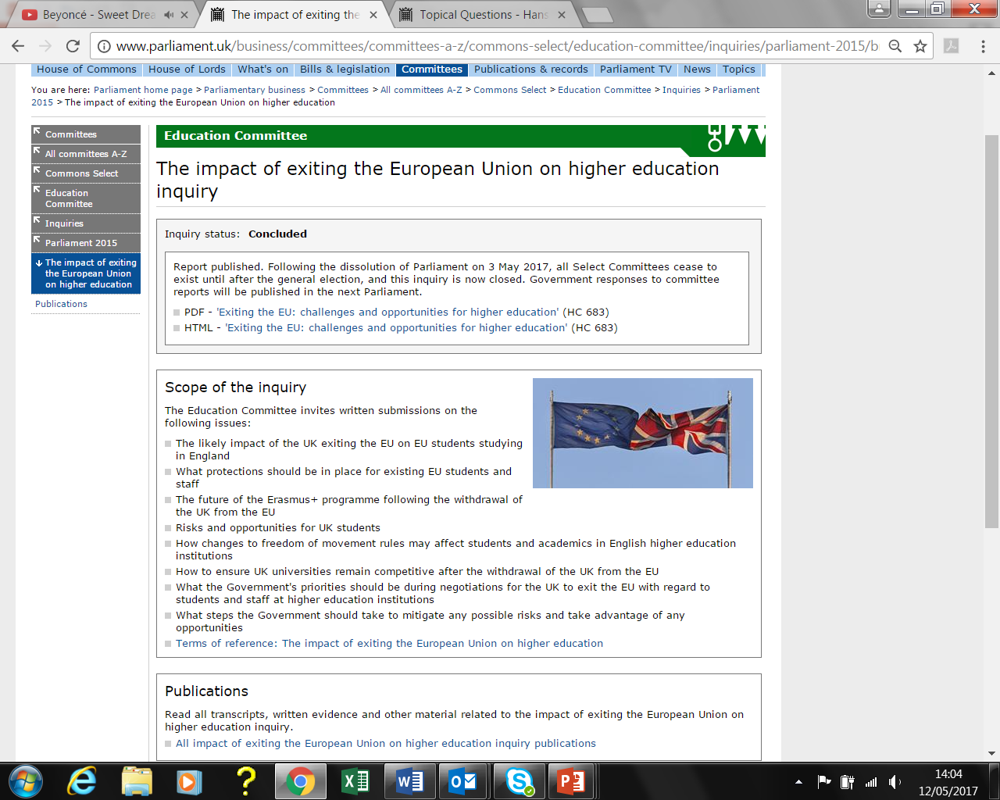 Beyoncé - Sweet Drea
The impact of exiting the
Topical Questions - Hans
www.parliament.uk/business/committees/committees-a-z/commons-select/education-committee/inquiries/parliament-2015/b
House of Commons House of Lords What's on Bills & legislation Committees Publications & records Parliament TV News Topics
You are here: Parliament home page > Parliamentary business > Committees > All committees A-Z > Commons Select > Education Committee > Inquiries > Parliament
2015 > The impact of exiting the European Union on higher education
Committees
All committees A-Z
Commons Select
Education
Committee
Inquiries
Parliament 2015
The impact of exiting
the European Union
on higher education
Publications
Education Committee
The impact of exiting the European Union on higher education
inquiry
Inquiry status: Concluded
Report published. Following the dissolution of Parliament on 3 May 2017, all Select Committees cease to
exist until after the general election, and this inquiry is now closed. Government responses to committee
reports will be published in the next Parliament.
PDF - 'Exiting the EU: challenges and opportunities for higher education' (HC 683)
HTML - 'Exiting the EU: challenges and opportunities for higher education' (HC 683)
Scope of the inquiry
The Education Committee invites written submissions on the
following issues:
The likely impact of the UK exiting the EU on EU students studying
in England
What protections should be in place for existing EU students and
staff
The future of the Erasmus+ programme following the withdrawal of
the UK from the EU
Risks and opportunities for UK students
How changes to freedom of movement rules may affect students and academics in English higher education
institutions
How to ensure UK universities remain competitive after the withdrawal of the UK from the EU
What the Government's priorities should be during negotiations for the UK to exit the EU with regard to
students and staff at higher education institutions
What steps the Government should take to mitigate any possible risks and take advantage of any
opportunities
Terms of reference: The impact of exiting the European Union on higher education
Publications
Read all transcripts, written evidence and other material related to the impact of exiting the European Union on
higher education inquiry.
All impact of exiting the European Union on higher education inquiry publications
14:04
12/05/2017